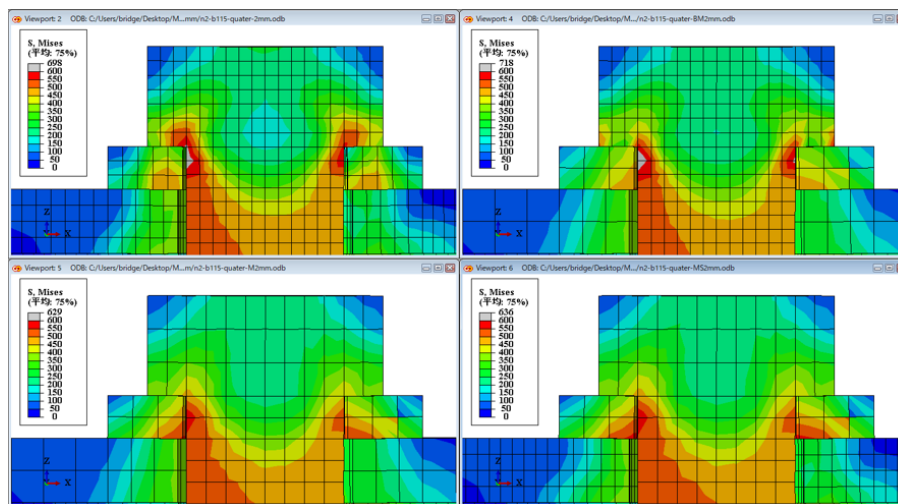 Viewport: 2 ODB: C:/Users/bridge/Desktop/M...mm/n2-b115-quater-2mm.odb
S, Mises
(平均: 75%)
698
600
550
500
450
400
350
300
250
200
150
100
50
0
Z
X
Viewport: 4 ODB: C:/Users/bridge/Desktop/M...m/n2-b115-quater-BM2mm.odb
S, Mises
(平均: 75%)
718
600
550
500
450
400
350
300
250
200
150
100
50
0
Z
X
Viewport: 5 ODB: C:/Users/bridge/Desktop/M...m/n2-b115-quater-M2mm.odb
S, Mises
(平均: 75%)
629
600
550
500
450
400
350
300
250
200
150
100
50
0
Z
X
Viewport: 6 ODB: C:/Users/bridge/Desktop/M.../n2-b115-quater-MS2mm.odb
S, Mises
(平均: 75%)
636
600
550
500
450
400
350
300
250
200
150
100
50
0
Z
X